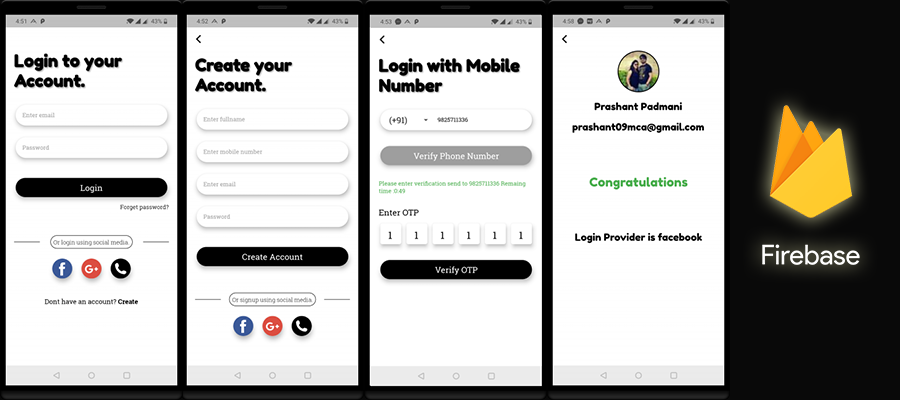 4:51
43%
Login to your
Account.
Enter email
Password
Login
Forget password?
Or login using social media
f
G+
Dont have an account? Create
4:52
43%
Create your
Account.
Enter fullname
Enter mobile number
Enter email
Password
Create Account
Or signup using social media
f
G+
4:53
43%
Login with Mobile
Number
(+91)
9825711336
Verify Phone Number
Please enter verification send to 9825711336 Remaing
time 0:49
Enter OTP
1 1 1 1 1 1
Verify OTP
4:58
43%
Prashant Padmani
prashant09mca@gmail.com
Congratulations
Login Provider is facebook
Firebase